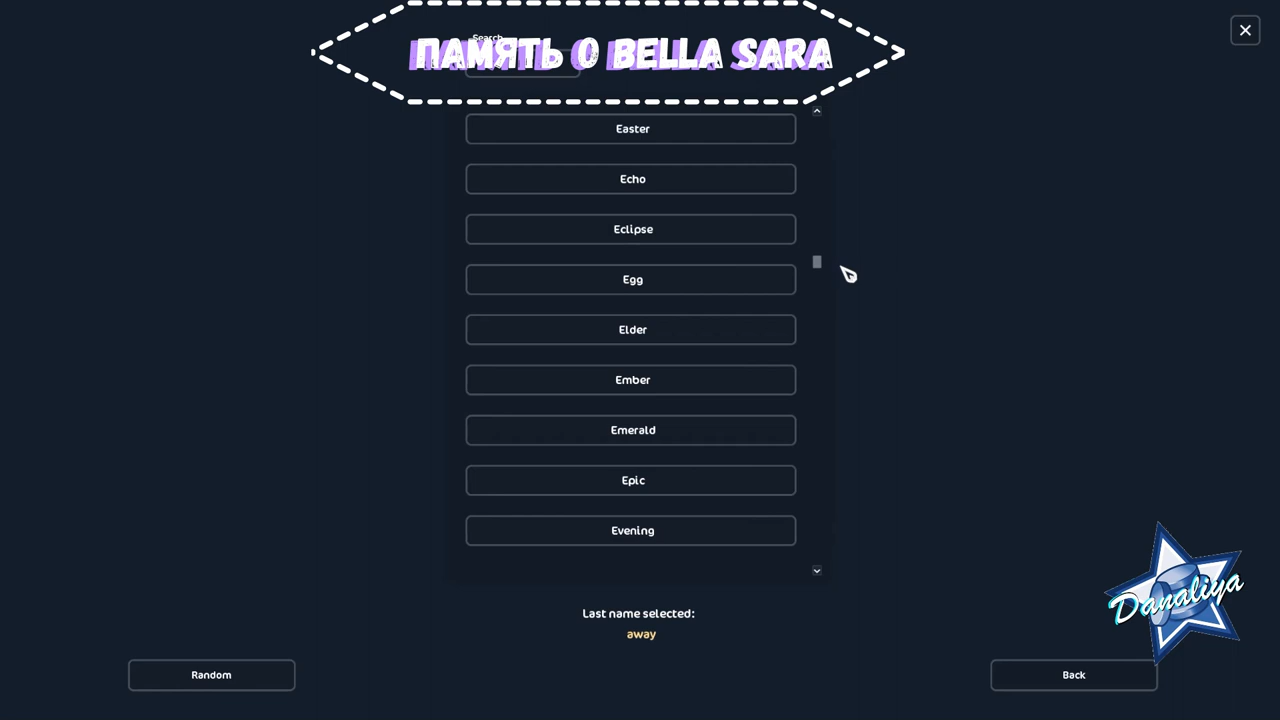 Search
ПАМЯТЬ О BELLA SARA
Easter
Echo
Eclipse
Egg
Elder
Ember
Emerald
Epic
Evening
Last name selected:
away
Random
Back
Danaliya